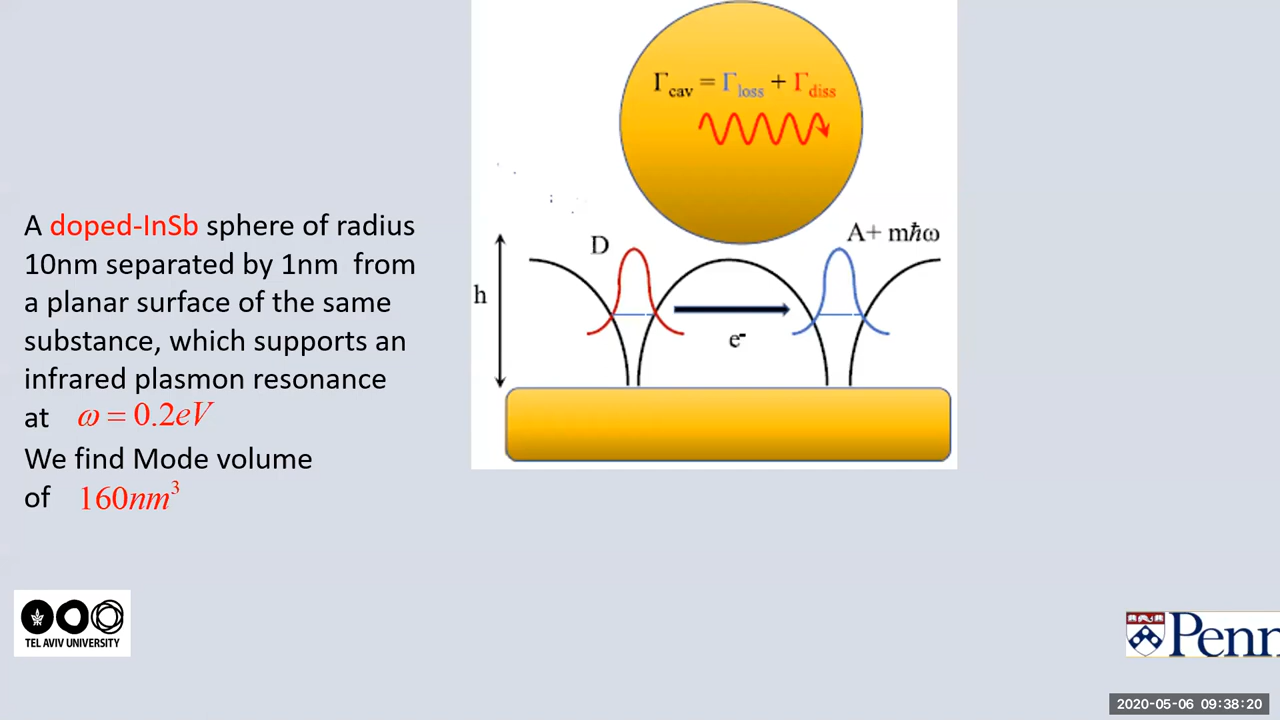 Γcav = Γloss + Γdiss
A doped-InSb sphere of radius
10nm separated by 1nm from
a planar surface of the same
substance, which supports an
infrared plasmon resonance
at ω = 0.2eV
We find Mode volume
of 160nm³
D
A+ mħω
h
e⁻
TEL AVIV UNIVERSITY
Penn
2020-05-06 09:38:20